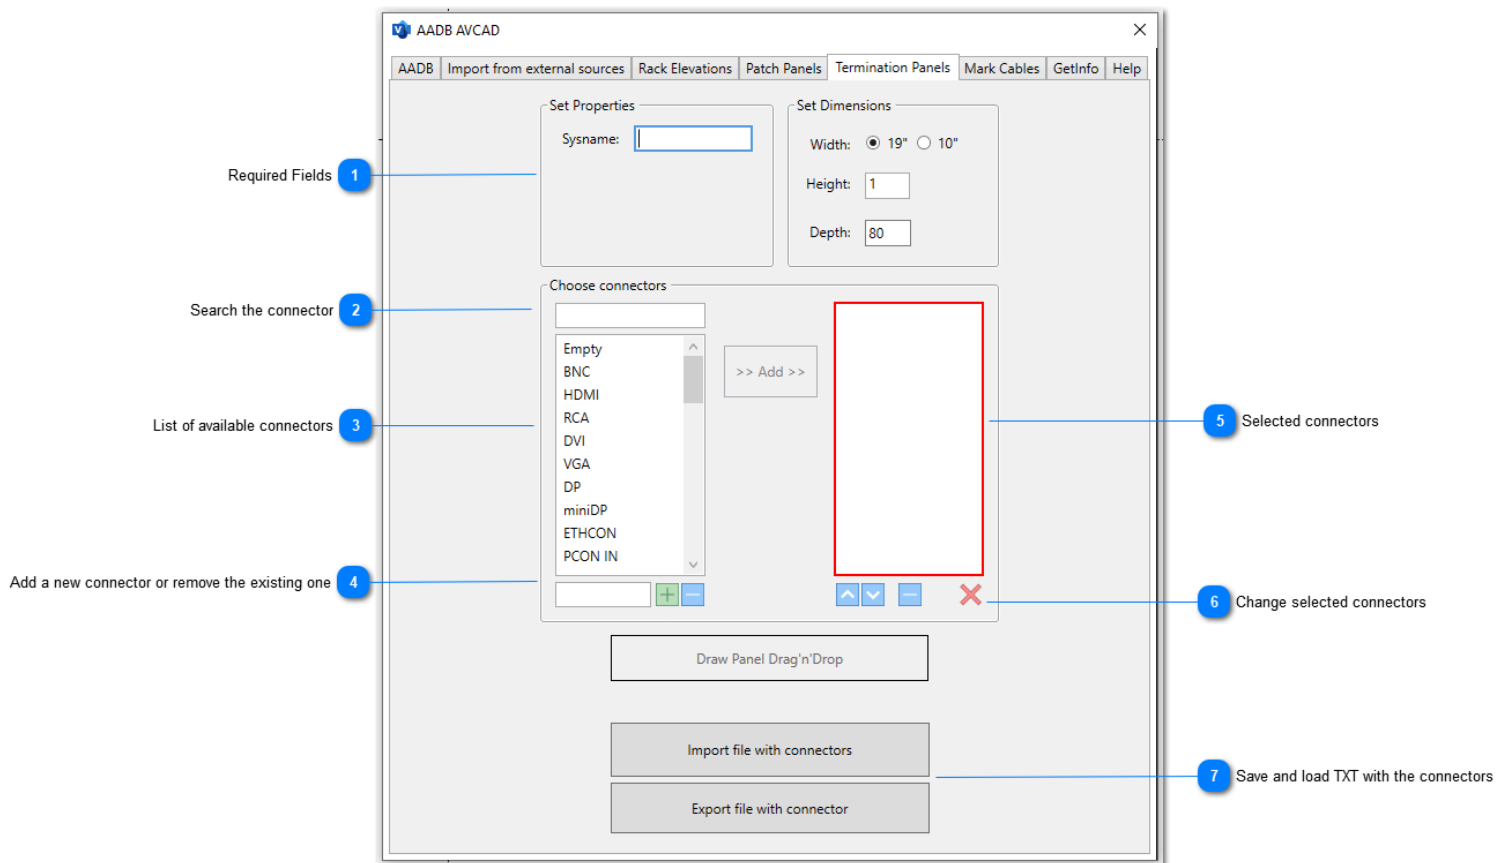 AADB AVCAD
AADB
Import from external sources
Rack Elevations
Patch Panels
Termination Panels
Mark Cables
GetInfo
Help
Set Properties
Sysname:
Set Dimensions
Width:
19"
10"
Height:
1
Depth:
80
Required Fields
1
Choose connectors
Search the connector
2
Empty
BNC
HDMI
RCA
DVI
VGA
DP
miniDP
ETHCON
PCON IN
>> Add >>
List of available connectors
3
5
Selected connectors
Add a new connector or remove the existing one
4
6
Change selected connectors
Draw Panel Drag'n'Drop
Import file with connectors
Export file with connector
7
Save and load TXT with the connectors